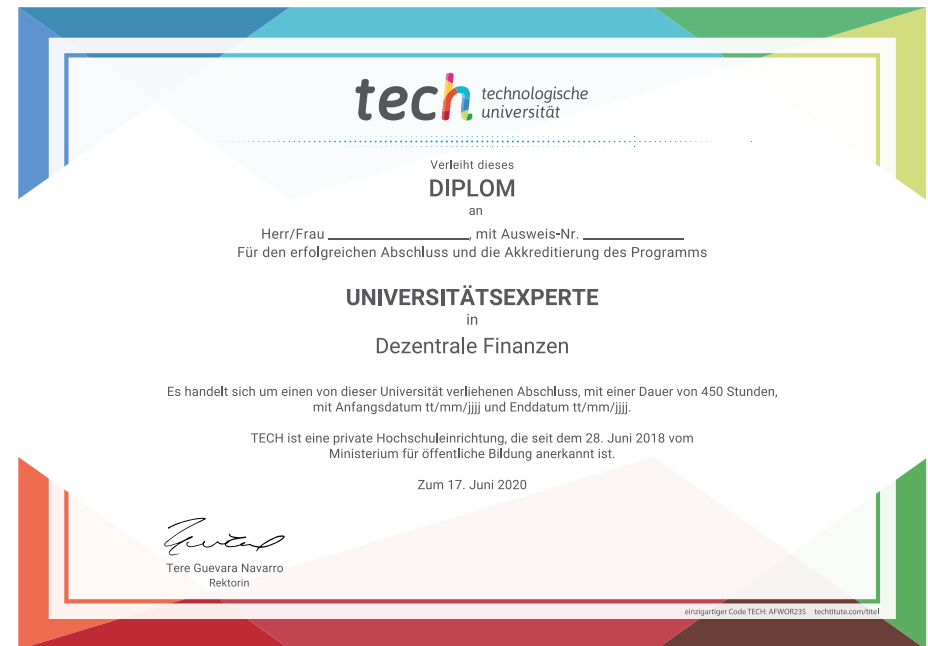 tech technologische
universität
Verleiht dieses
DIPLOM
an
Herr/Frau ____________, mit Ausweis-Nr. ____________
Für den erfolgreichen Abschluss und die Akkreditierung des Programms
UNIVERSITÄTSEXPERTE
in
Dezentrale Finanzen
Es handelt sich um einen von dieser Universität verliehenen Abschluss, mit einer Dauer von 450 Stunden,
mit Anfangsdatum tt/mm/jjjj und Enddatum tt/mm/jjjj.
TECH ist eine private Hochschuleinrichtung, die seit dem 28. Juni 2018 vom
Ministerium für öffentliche Bildung anerkannt ist.
Zum 17. Juni 2020
Tere Guevara Navarro
Rektorin
einzigartiger Code TECH: AFWOR23S techtitute.com/titel